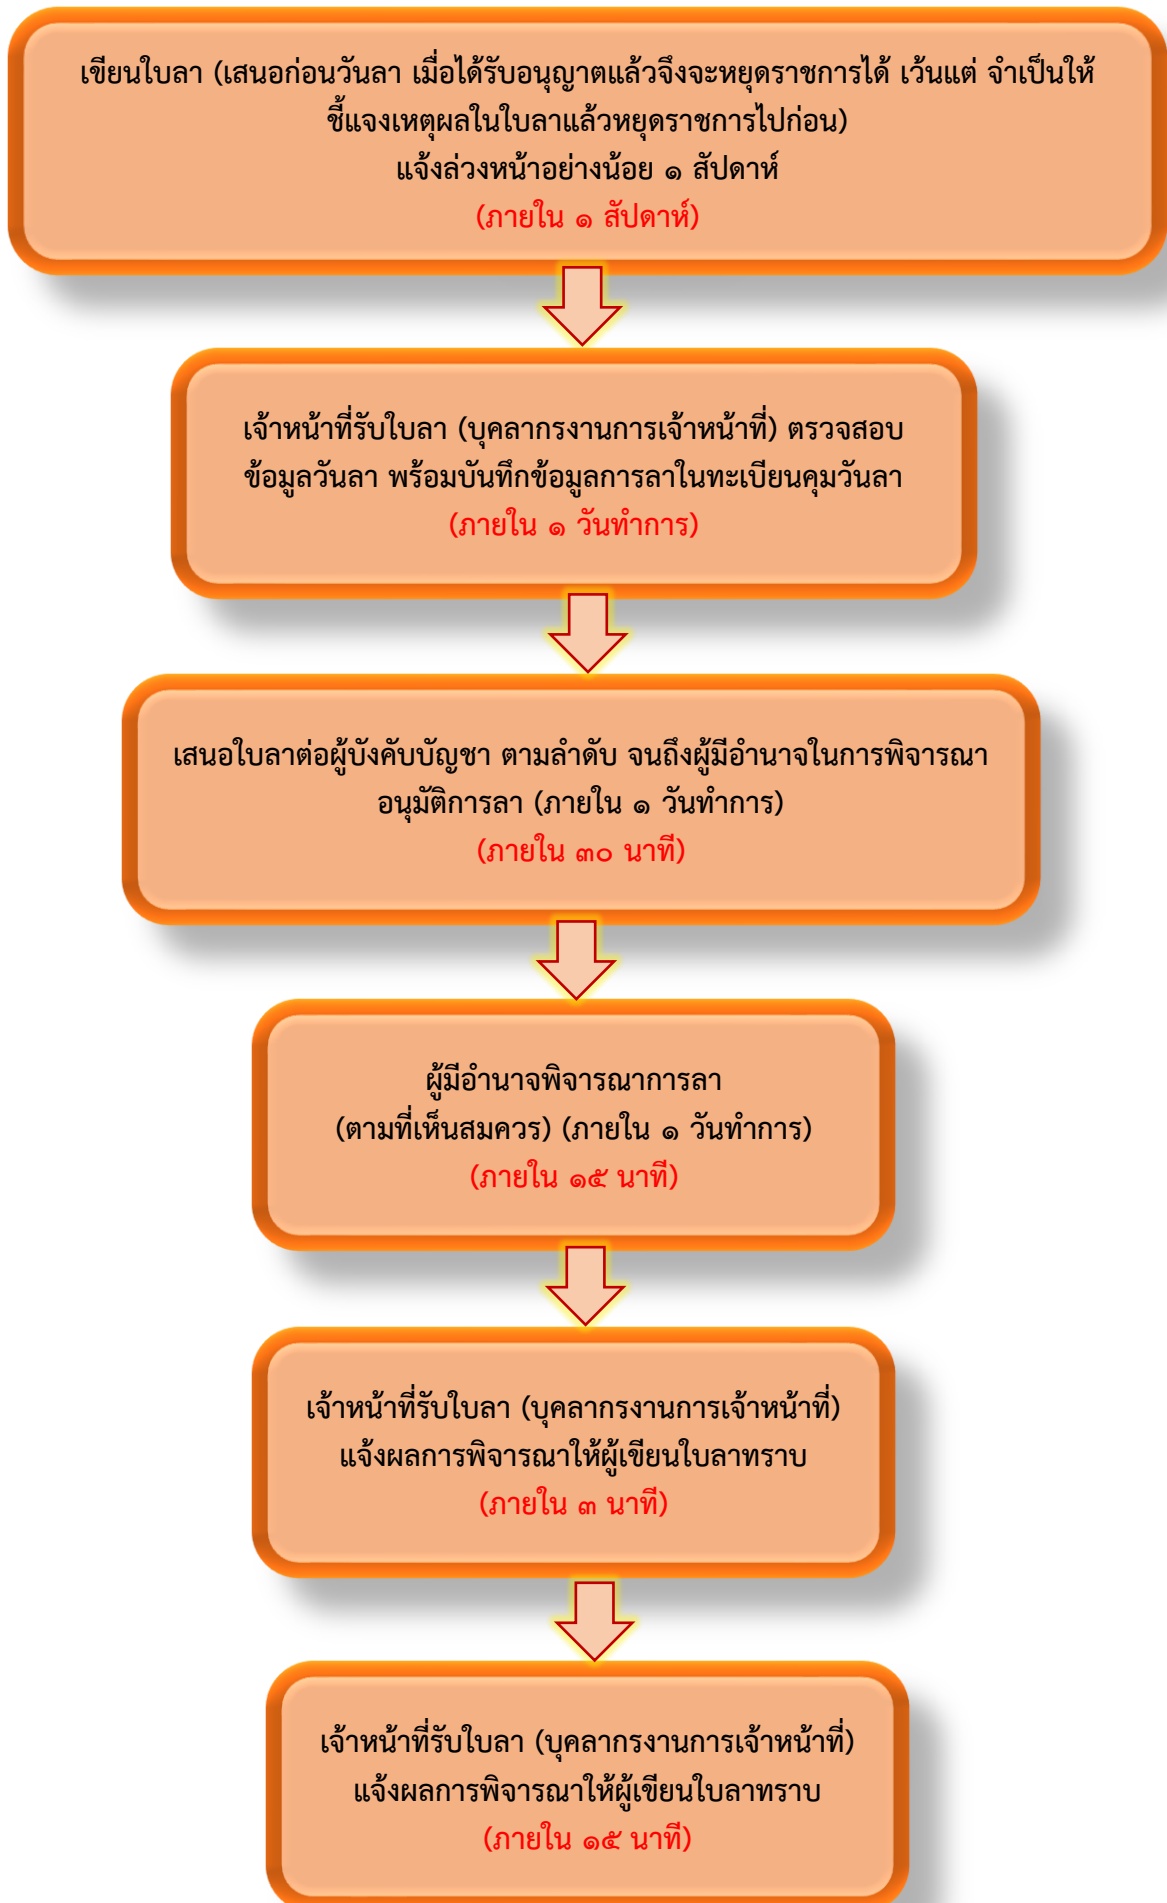 เขียนใบลา (เสนอก่อนวันลา เมื่อได้รับอนุญาตแล้วจึงจะหยุดราชการได้ เว้นแต่ จำเป็นให้
ชี้แจงเหตุผลในใบลาแล้วหยุดราชการไปก่อน)
แจ้งล่วงหน้าอย่างน้อย ๑ สัปดาห์
(ภายใน ๑ สัปดาห์)
เจ้าหน้าที่รับใบลา (บุคลากรงานการเจ้าหน้าที่) ตรวจสอบ
ข้อมูลวันลา พร้อมบันทึกข้อมูลการลาในทะเบียนคุมวันลา
(ภายใน ๑ วันทำการ)
เสนอใบลาต่อผู้บังคับบัญชา ตามลำดับ จนถึงผู้มีอำนาจในการพิจารณา
อนุมัติการลา (ภายใน ๑ วันทำการ)
(ภายใน ๓๐ นาที)
ผู้มีอำนาจพิจารณาการลา
(ตามที่เห็นสมควร) (ภายใน ๑ วันทำการ)
(ภายใน ๑๕ นาที)
เจ้าหน้าที่รับใบลา (บุคลากรงานการเจ้าหน้าที่)
แจ้งผลการพิจารณาให้ผู้เขียนใบลาทราบ
(ภายใน ๓ นาที)
เจ้าหน้าที่รับใบลา (บุคลากรงานการเจ้าหน้าที่)
แจ้งผลการพิจารณาให้ผู้เขียนใบลาทราบ
(ภายใน ๑๕ นาที)